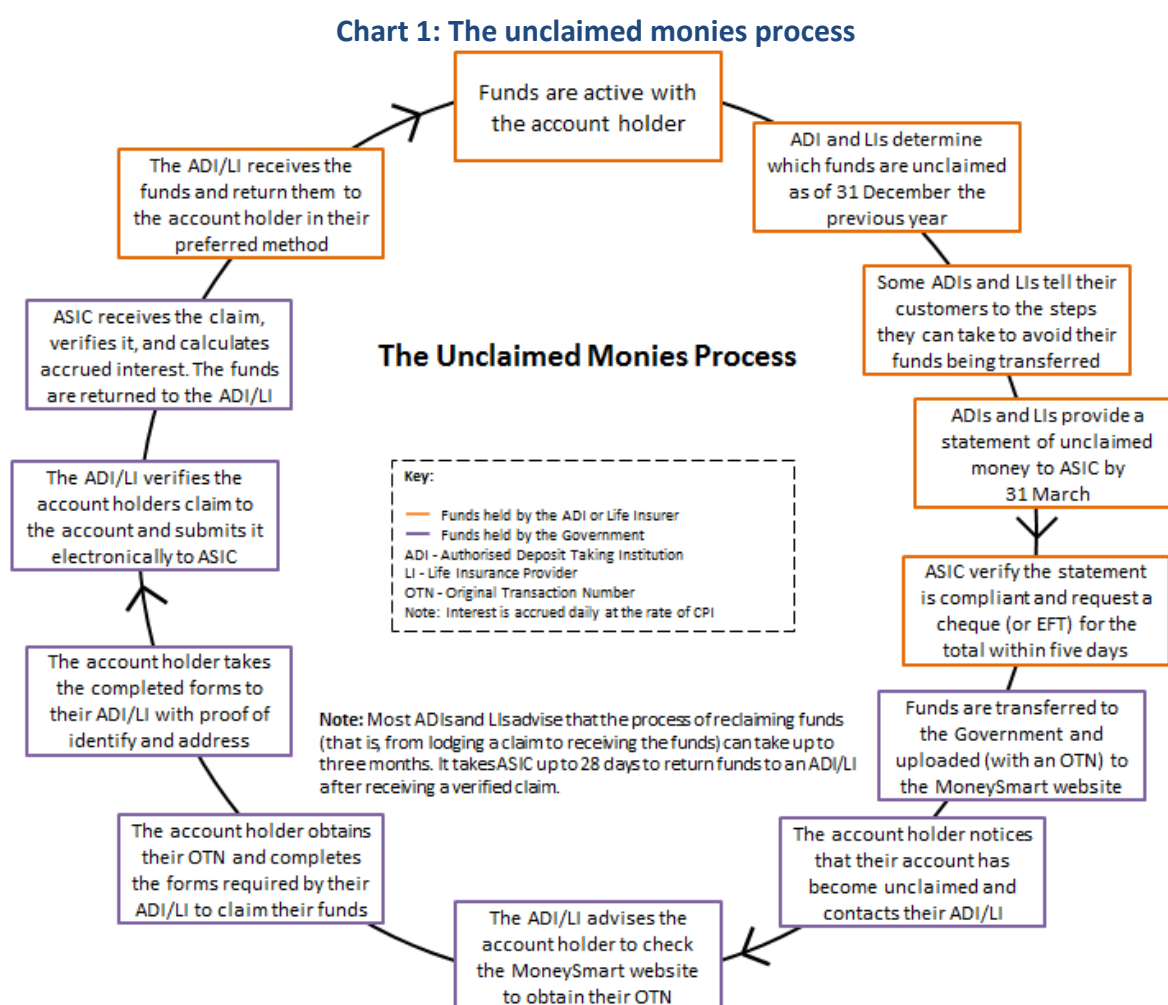 Chart 1: The unclaimed monies process
Funds are active with
the account holder
ADI and LIs determine
which funds are unclaimed
as of 31 December the
previous year
Some ADIs and LIs tell their
customers to the steps
they can take to avoid their
funds being transferred
ADIs and LIs provide a
statement of unclaimed
money to ASIC by
31 March
ASIC verify the statement
is compliant and request a
cheque (or EFT) for the
total within five days
Funds are transferred to
the Government and
uploaded (with an OTN) to
the MoneySmart website
The account holder notices
that their account has
become unclaimed and
contacts their ADI/LI
The ADI/LI advises the
account holder to check
the MoneySmart website
to obtain their OTN
The account holder obtains
their OTN and completes
the forms required by their
ADI/LI to claim their funds
The account holder takes
the completed forms to
their ADI/LI with proof of
identify and address
The ADI/LI verifies the
account holders claim to
the account and submits it
electronically to ASIC
ASIC receives the claim,
verifies it, and calculates
accrued interest. The funds
are returned to the ADI/LI
The ADI/LI receives the
funds and return them to
the account holder in their
preferred method
The Unclaimed Monies Process
Key:
Funds held by the ADI or Life Insurer
Funds held by the Government
ADI - Authorised Deposit Taking Institution
LI - Life Insurance Provider
OTN - Original Transaction Number
Note: Interest is accrued daily at the rate of CPI
Note: Most ADIs and LIs advise that the process of reclaiming funds
(that is, from lodging a claim to receiving the funds) can take up to
three months. It takes ASIC up to 28 days to return funds to an ADI/LI
after receiving a verified claim.